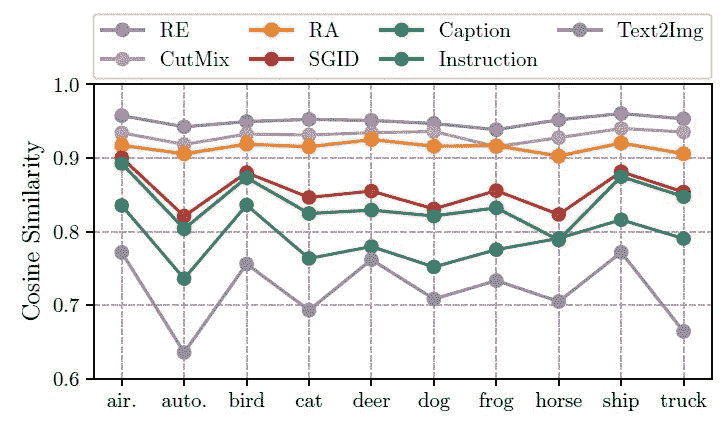 RE RA Caption Text2Img
CutMix SGID Instruction
1.0
0.9
0.8
0.7
0.6
Cosine Similarity
air. auto. bird cat deer dog frog horse ship truck